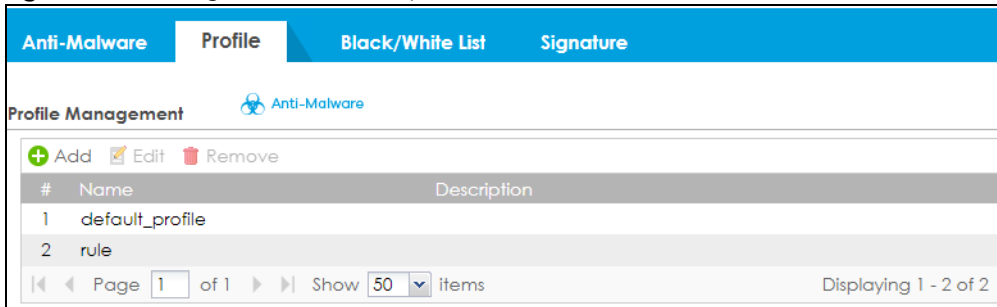 Anti-Malware Profile Black/White List Signature
Profile Management Anti-Malware
Add Edit Remove
# Name Description
1 default_profile
2 rule
Page 1 of 1 Show 50 items Displaying 1 - 2 of 2